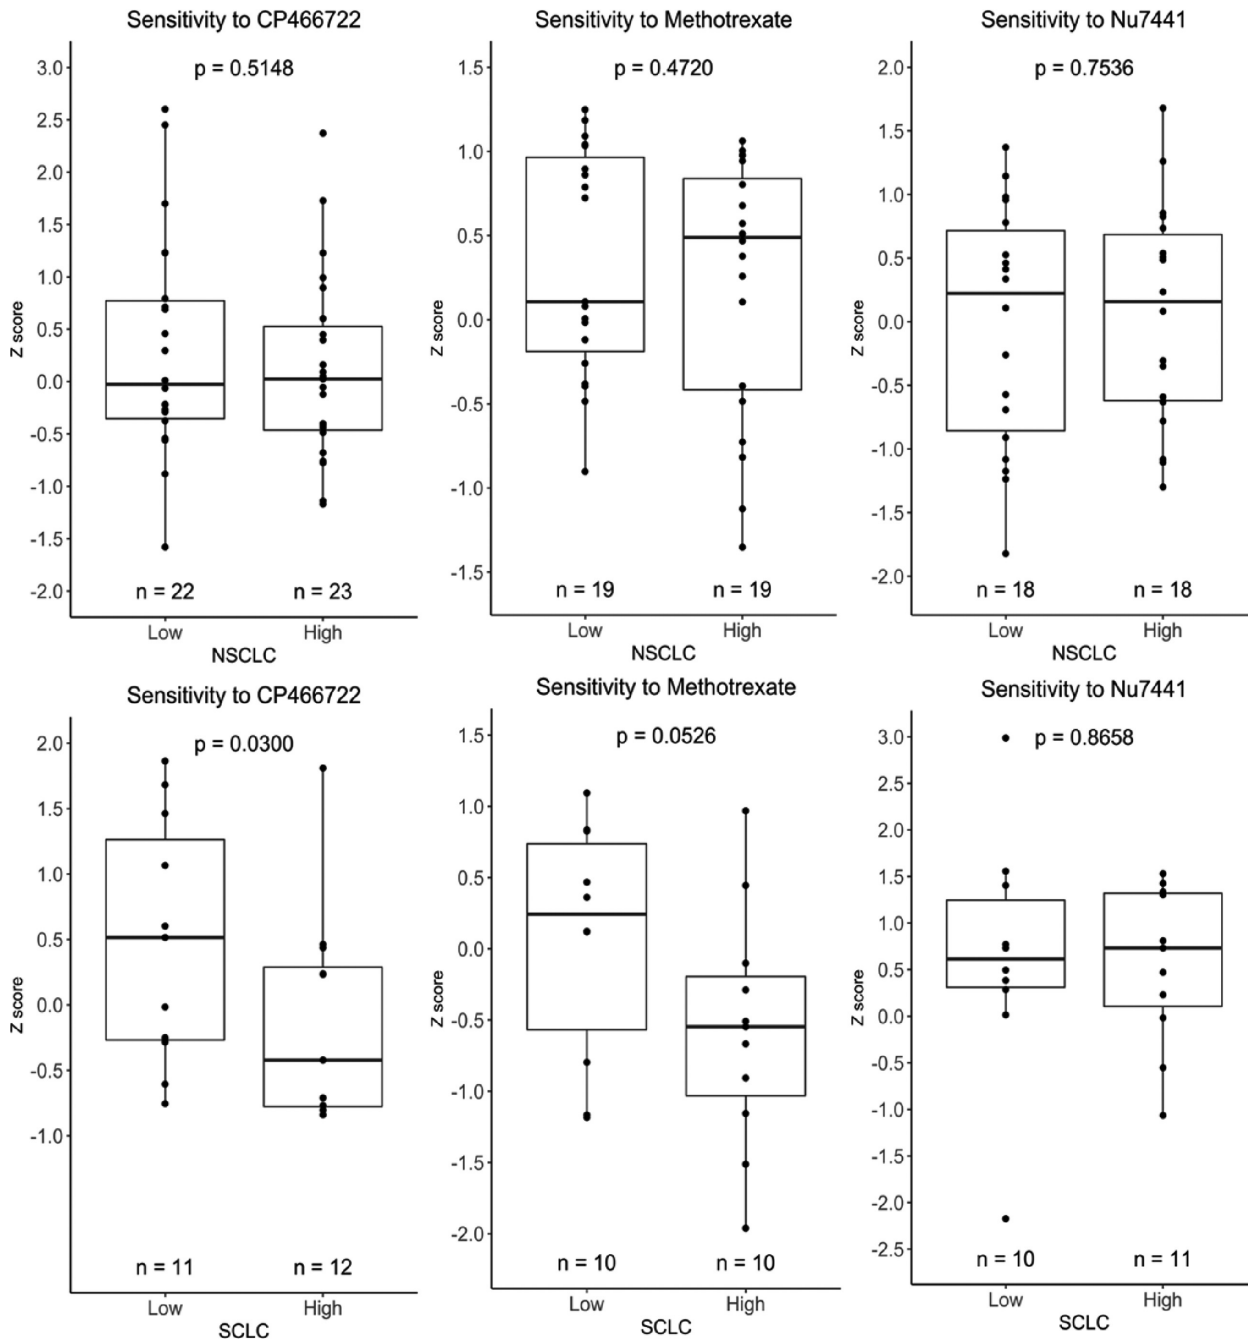 Sensitivity to CP466722
p = 0.5148
Z score
3.0
2.5
2.0
1.5
1.0
0.5
0.0
-0.5
-1.0
-1.5
-2.0
n = 22 n = 23
Low High
NSCLC
Sensitivity to Methotrexate
p = 0.4720
Z score
1.5
1.0
0.5
0.0
-0.5
-1.0
-1.5
n = 19 n = 19
Low High
NSCLC
Sensitivity to Nu7441
p = 0.7536
Z score
2.0
1.5
1.0
0.5
0.0
-0.5
-1.0
-1.5
-2.0
n = 18 n = 18
Low High
NSCLC
Sensitivity to CP466722
p = 0.0300
Z score
2.0
1.5
1.0
0.5
0.0
-0.5
-1.0
n = 11 n = 12
Low High
SCLC
Sensitivity to Methotrexate
p = 0.0526
Z score
1.5
1.0
0.5
0.0
-0.5
-1.0
-1.5
-2.0
n = 10 n = 10
Low High
SCLC
Sensitivity to Nu7441
p = 0.8658
Z score
3.0
2.5
2.0
1.5
1.0
0.5
0.0
-0.5
-1.0
-1.5
-2.0
-2.5
n = 10 n = 11
Low High
SCLC